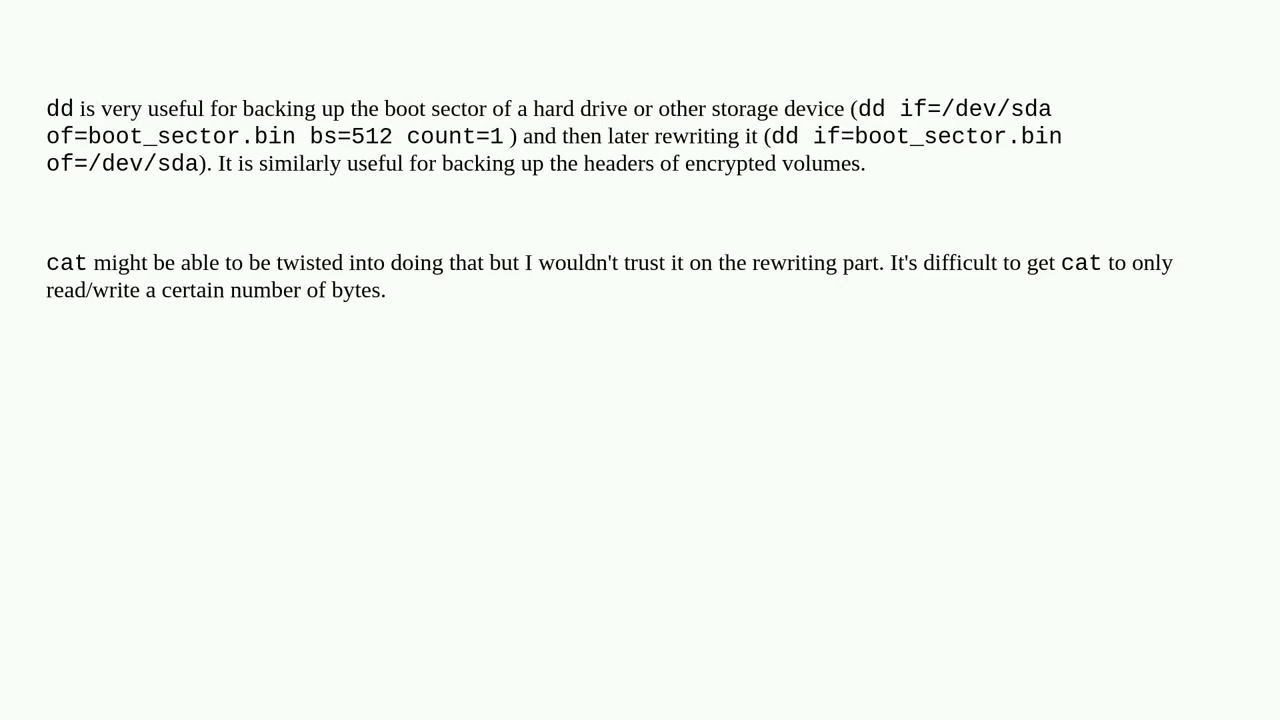 dd is very useful for backing up the boot sector of a hard drive or other storage device (dd if=/dev/sda
of=boot_sector.bin bs=512 count=1 ) and then later rewriting it (dd if=boot_sector.bin
of=/dev/sda). It is similarly useful for backing up the headers of encrypted volumes.
cat might be able to be twisted into doing that but I wouldn't trust it on the rewriting part. It's difficult to get cat to only
read/write a certain number of bytes.